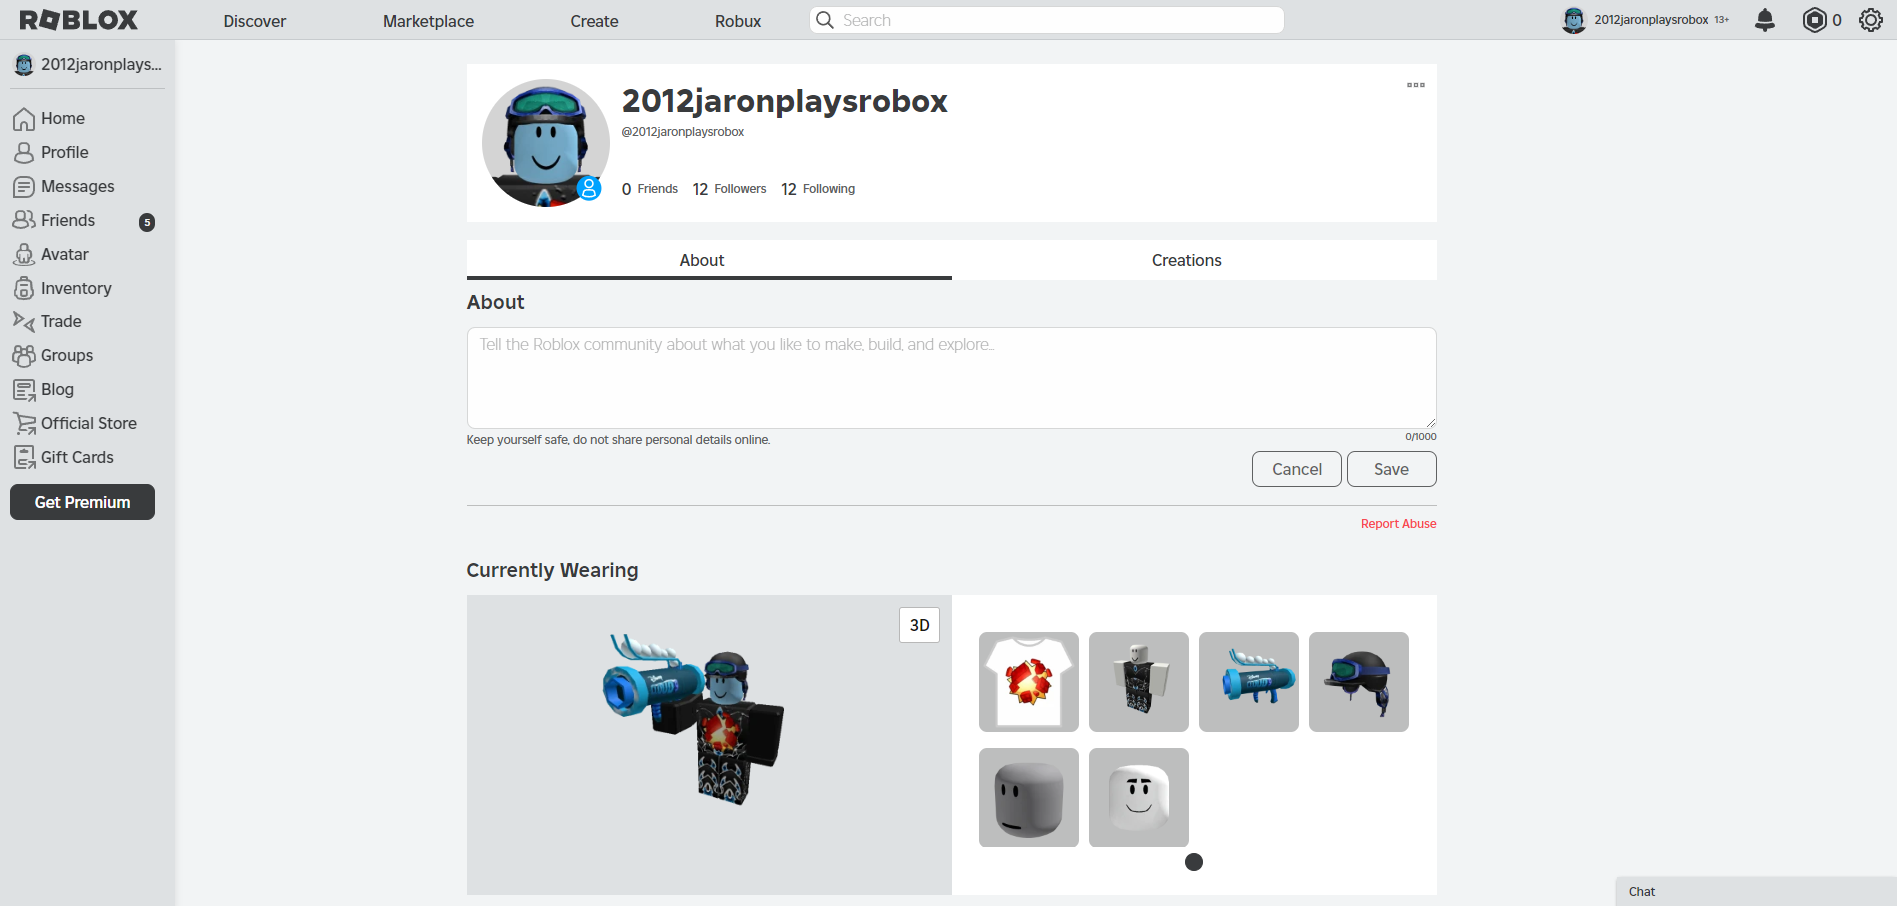 ROBLOX
Discover
Marketplace
Create
Robux
Search
2012jaronplaysrobox 13+
0
2012jaronplays...
Home
Profile
Messages
Friends
5
Avatar
Inventory
Trade
Groups
Blog
Official Store
Gift Cards
Get Premium
2012jaronplaysrobox
@2012jaronplaysrobox
0 Friends 12 Followers 12 Following
About
Creations
About
Tell the Roblox community about what you like to make, build, and explore...
Keep yourself safe, do not share personal details online.
0/1000
Cancel
Save
Report Abuse
Currently Wearing
3D
Chat